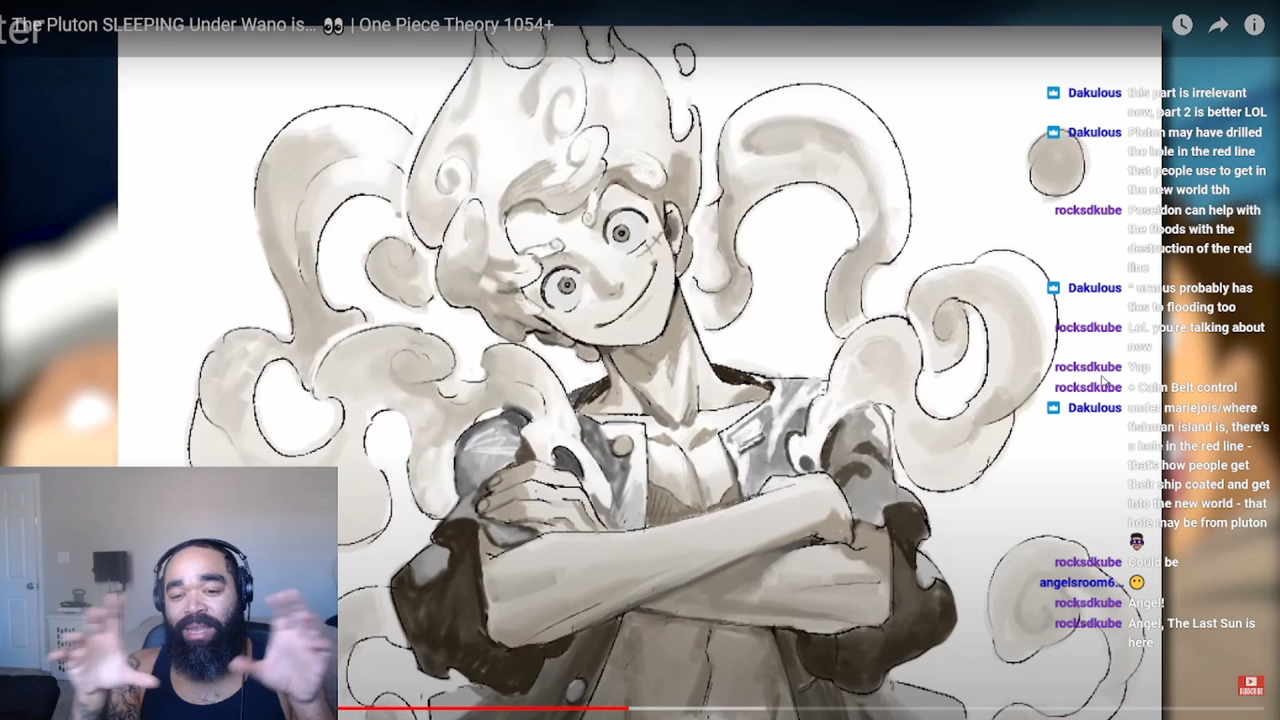 ter
The Pluton SLEEPING Under Wano is... 👀 | One Piece Theory 1054+
Dakulous this part is irrelevant
now, part 2 is better LOL
Dakulous Pluton may have drilled
the hole in the red line
that people use to get in
the new world tbh
rocksdkube Poseidon can help with
the floods with the
destruction of the red
line
Dakulous ^ uranus probably has
ties to flooding too
rocksdkube Lol. you're talking about
now
rocksdkube Yup
rocksdkube + Calm Belt control
Dakulous under mariejois/where
fishman island is, there's
a hole in the red line -
that's how people get
their ship coated and get
into the new world - that
hole may be from pluton
rocksdkube Could be
angelsroom6... 😶
rocksdkube Angel!
rocksdkube Angel, The Last Sun is
here
SUBSCRIBE